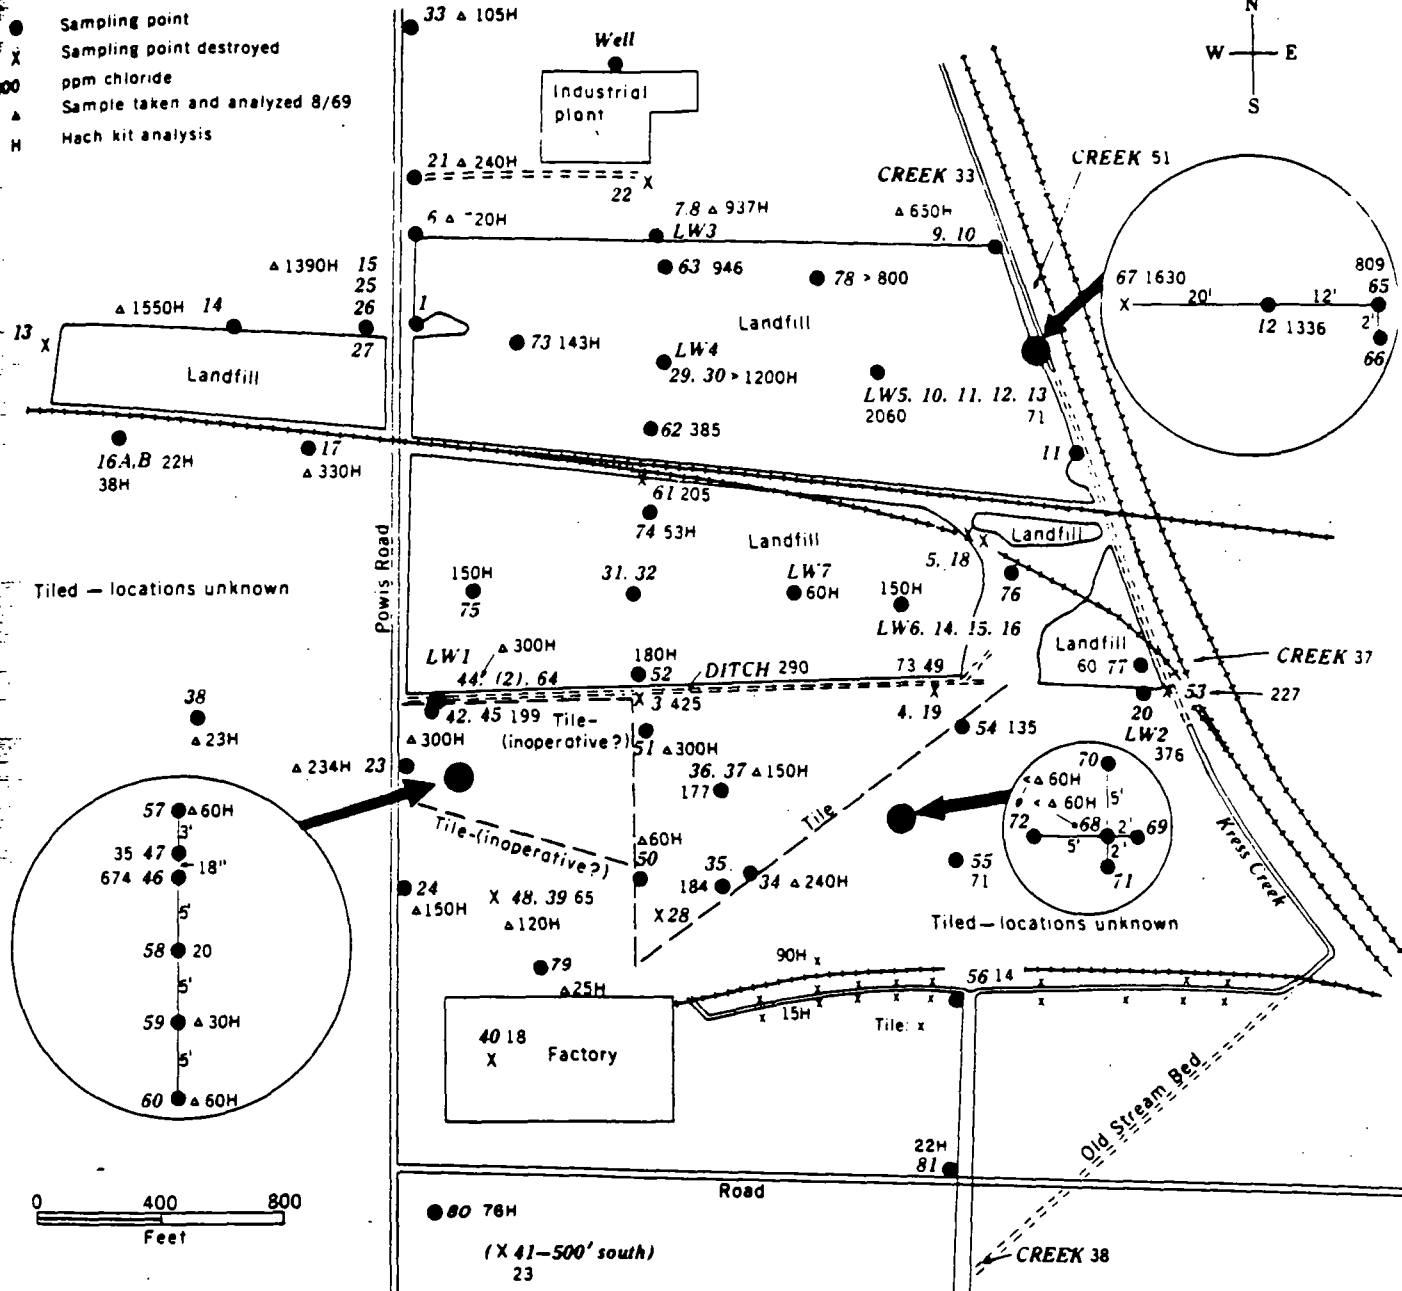 Sampling point
X Sampling point destroyed
ppm chloride
△ Sample taken and analyzed 8/69
H Hach kit analysis
N
W E
S
33 △ 105H
Well
Industrial
plant
21 △ 240H
22 X
CREEK 33
CREEK 51
6 △ 20H
7.8 △ 937H
LW3
△ 650H
9. 10
63 946
78 > 800
△ 1390H 15
25
26
27
△ 1550H 14
13 X
1
Landfill
Landfill
73 143H
LW4
29. 30 > 1200H
LW5. 10. 11. 12. 13
2060 71
67 1630
X 20' 12'
809
65
2'
66
12 1336
62 385
11
16A,B 22H
38H
17
△ 330H
X
61 205
74 53H
Landfill
Landfill
X X
5. 18
76
Powis Road
Tiled — locations unknown
150H
75
31. 32
LW7
60H
150H
LW6. 14. 15. 16
Landfill
60 77
CREEK 37
X 53 227
20
LW2
376
LW1
△ 300H
44. (2). 64
180H
52
DITCH 290
73 49
X
4. 19
X
3 425
42. 45 199
Tile-
(inoperative?)
△ 300H
51 △ 300H
54 135
38
△ 23H
△ 234H 23
36. 37 △ 150H
177
Tile
Tile-(inoperative?)
△ 60H
50
35.
184
34 △ 240H
X 28
24
△ 150H
X 48. 39 65
△ 120H
57 △ 60H
3'
35 47
18"
674 46
5'
58 20
5'
59 △ 30H
5'
60 △ 60H
70
< △ 60H
< △ 60H
5'
72 68 2' 69
5' 2'
71
55
71
Tiled — locations unknown
Kress Creek
79
△ 25H
90H x
56 14
15H
Tile: x
40 18
X
Factory
Old Stream Bed
22H
81
Road
0 400 800
Feet
80 76H
(X 41–500' south)
23
CREEK 38